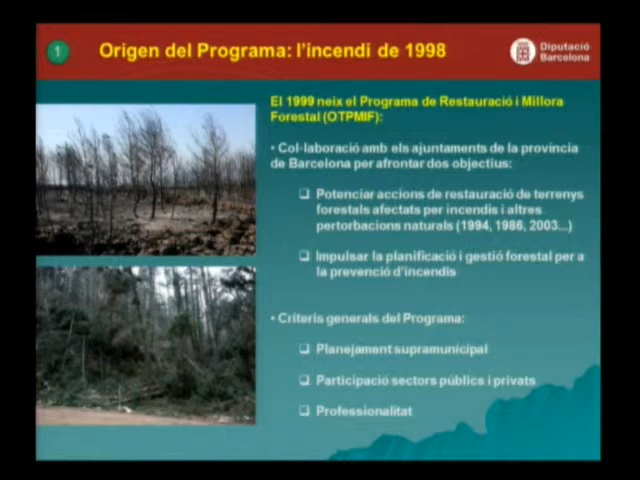 1
Origen del Programa: l'incendi de 1998
Diputació
Barcelona
El 1999 neix el Programa de Restauració i Millora
Forestal (OTPMIF):
• Col·laboració amb els ajuntaments de la província
de Barcelona per afrontar dos objectius:
❑ Potenciar accions de restauració de terrenys
forestals afectats per incendis i altres
pertorbacions naturals (1994, 1986, 2003...)
❑ Impulsar la planificació i gestió forestal per a
la prevenció d'incendis
• Criteris generals del Programa:
❑ Planejament supramunicipal
❑ Participació sectors públics i privats
❑ Professionalitat